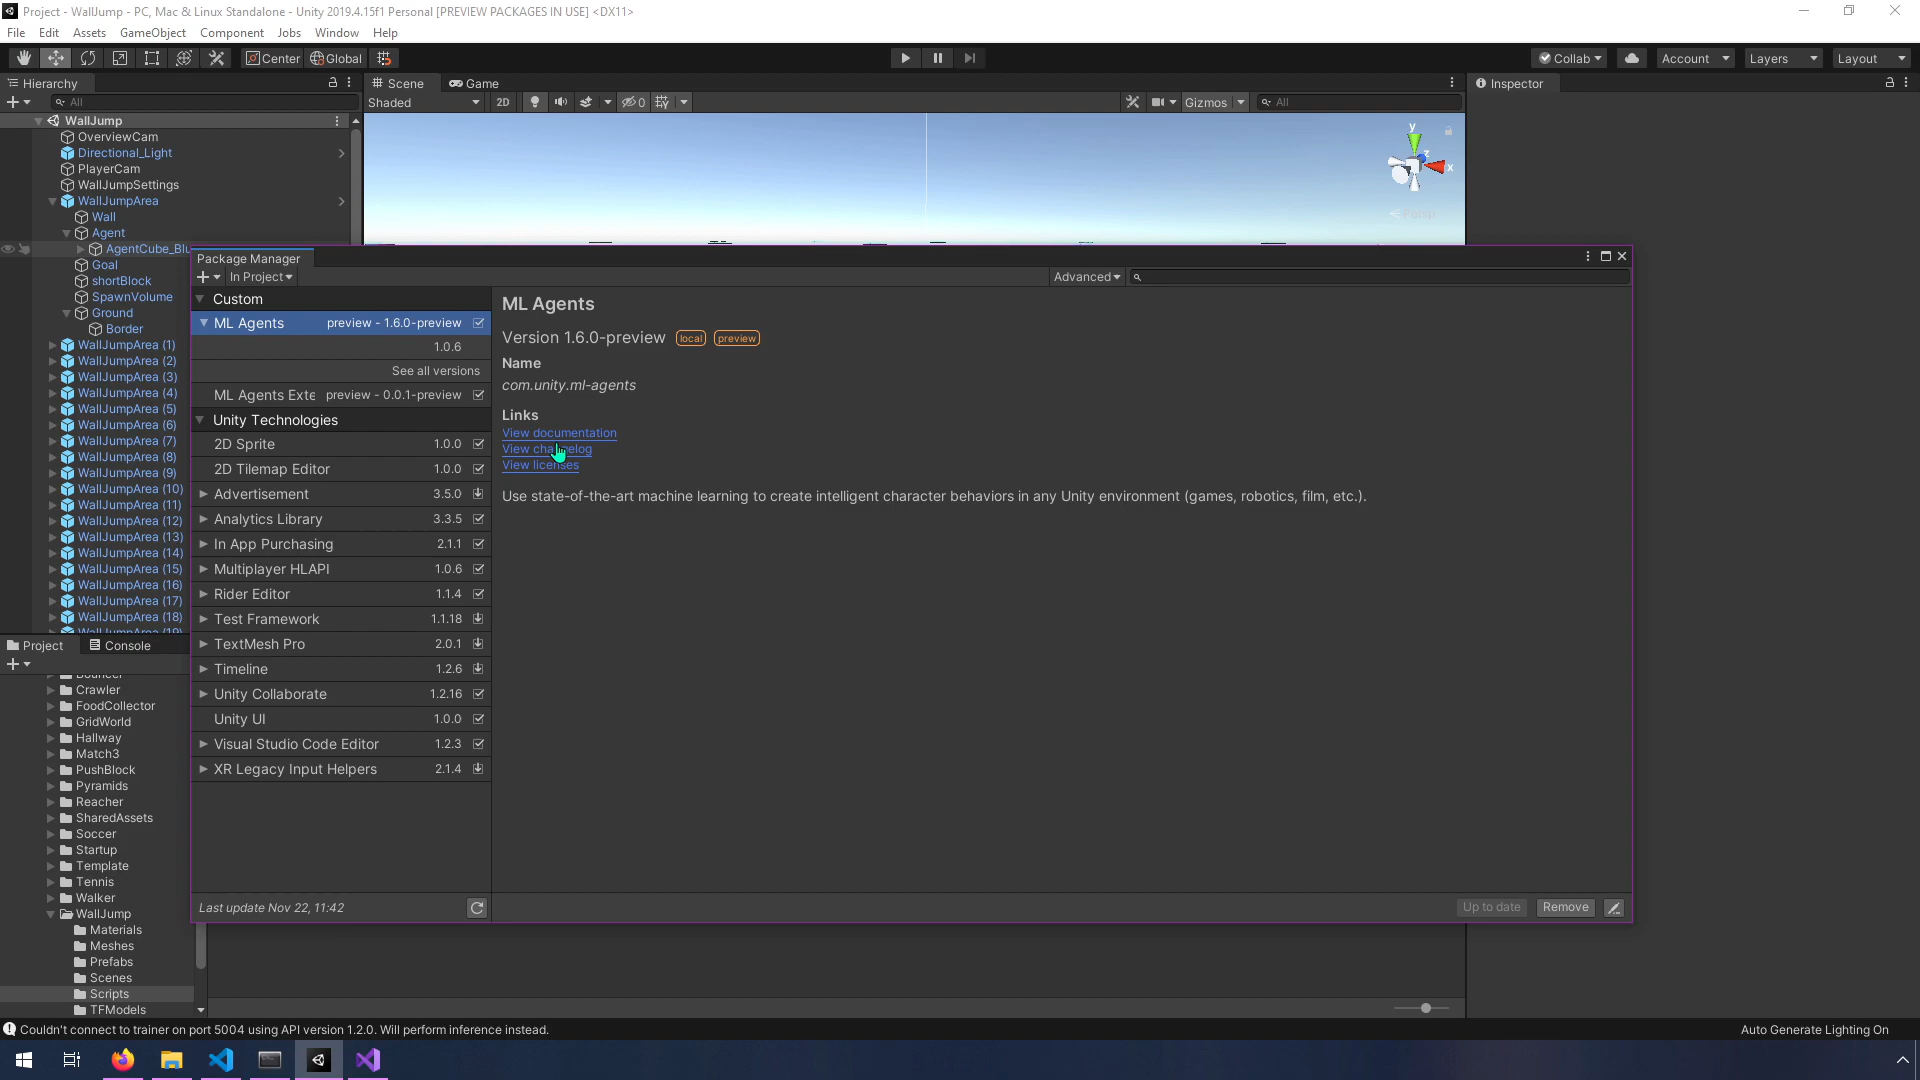 Project - WallJump - PC, Mac & Linux Standalone - Unity 2019.4.15f1 Personal [PREVIEW PACKAGES IN USE] <DX11>
File Edit Assets GameObject Component Jobs Window Help
Center Global Collab Account Layers Layout
Hierarchy Scene Game Inspector
All Shaded 2D 0 Gizmos All
WallJump
OverviewCam
Directional_Light
PlayerCam
WallJumpSettings
WallJumpArea
Wall
Agent
AgentCube_Blu
Goal
shortBlock
SpawnVolume
Ground
Border
WallJumpArea (1)
WallJumpArea (2)
WallJumpArea (3)
WallJumpArea (4)
WallJumpArea (5)
WallJumpArea (6)
WallJumpArea (7)
WallJumpArea (8)
WallJumpArea (9)
WallJumpArea (10)
WallJumpArea (11)
WallJumpArea (12)
WallJumpArea (13)
WallJumpArea (14)
WallJumpArea (15)
WallJumpArea (16)
WallJumpArea (17)
WallJumpArea (18)
WallJumpArea (19)
y
z
x
Persp
Package Manager
In Project Advanced
Custom
ML Agents preview - 1.6.0-preview
1.0.6
See all versions
ML Agents Exte preview - 0.0.1-preview
Unity Technologies
2D Sprite 1.0.0
2D Tilemap Editor 1.0.0
Advertisement 3.5.0
Analytics Library 3.3.5
In App Purchasing 2.1.1
Multiplayer HLAPI 1.0.6
Rider Editor 1.1.4
Test Framework 1.1.18
TextMesh Pro 2.0.1
Timeline 1.2.6
Unity Collaborate 1.2.16
Unity UI 1.0.0
Visual Studio Code Editor 1.2.3
XR Legacy Input Helpers 2.1.4
Last update Nov 22, 11:42
ML Agents
Version 1.6.0-preview local preview
Name
com.unity.ml-agents
Links
View documentation
View changelog
View licenses
Use state-of-the-art machine learning to create intelligent character behaviors in any Unity environment (games, robotics, film, etc.).
Up to date Remove
Project Console
Bouncer
Crawler
FoodCollector
GridWorld
Hallway
Match3
PushBlock
Pyramids
Reacher
SharedAssets
Soccer
Startup
Template
Tennis
Walker
WallJump
Materials
Meshes
Prefabs
Scenes
Scripts
TFModels
Couldn't connect to trainer on port 5004 using API version 1.2.0. Will perform inference instead.
Auto Generate Lighting On